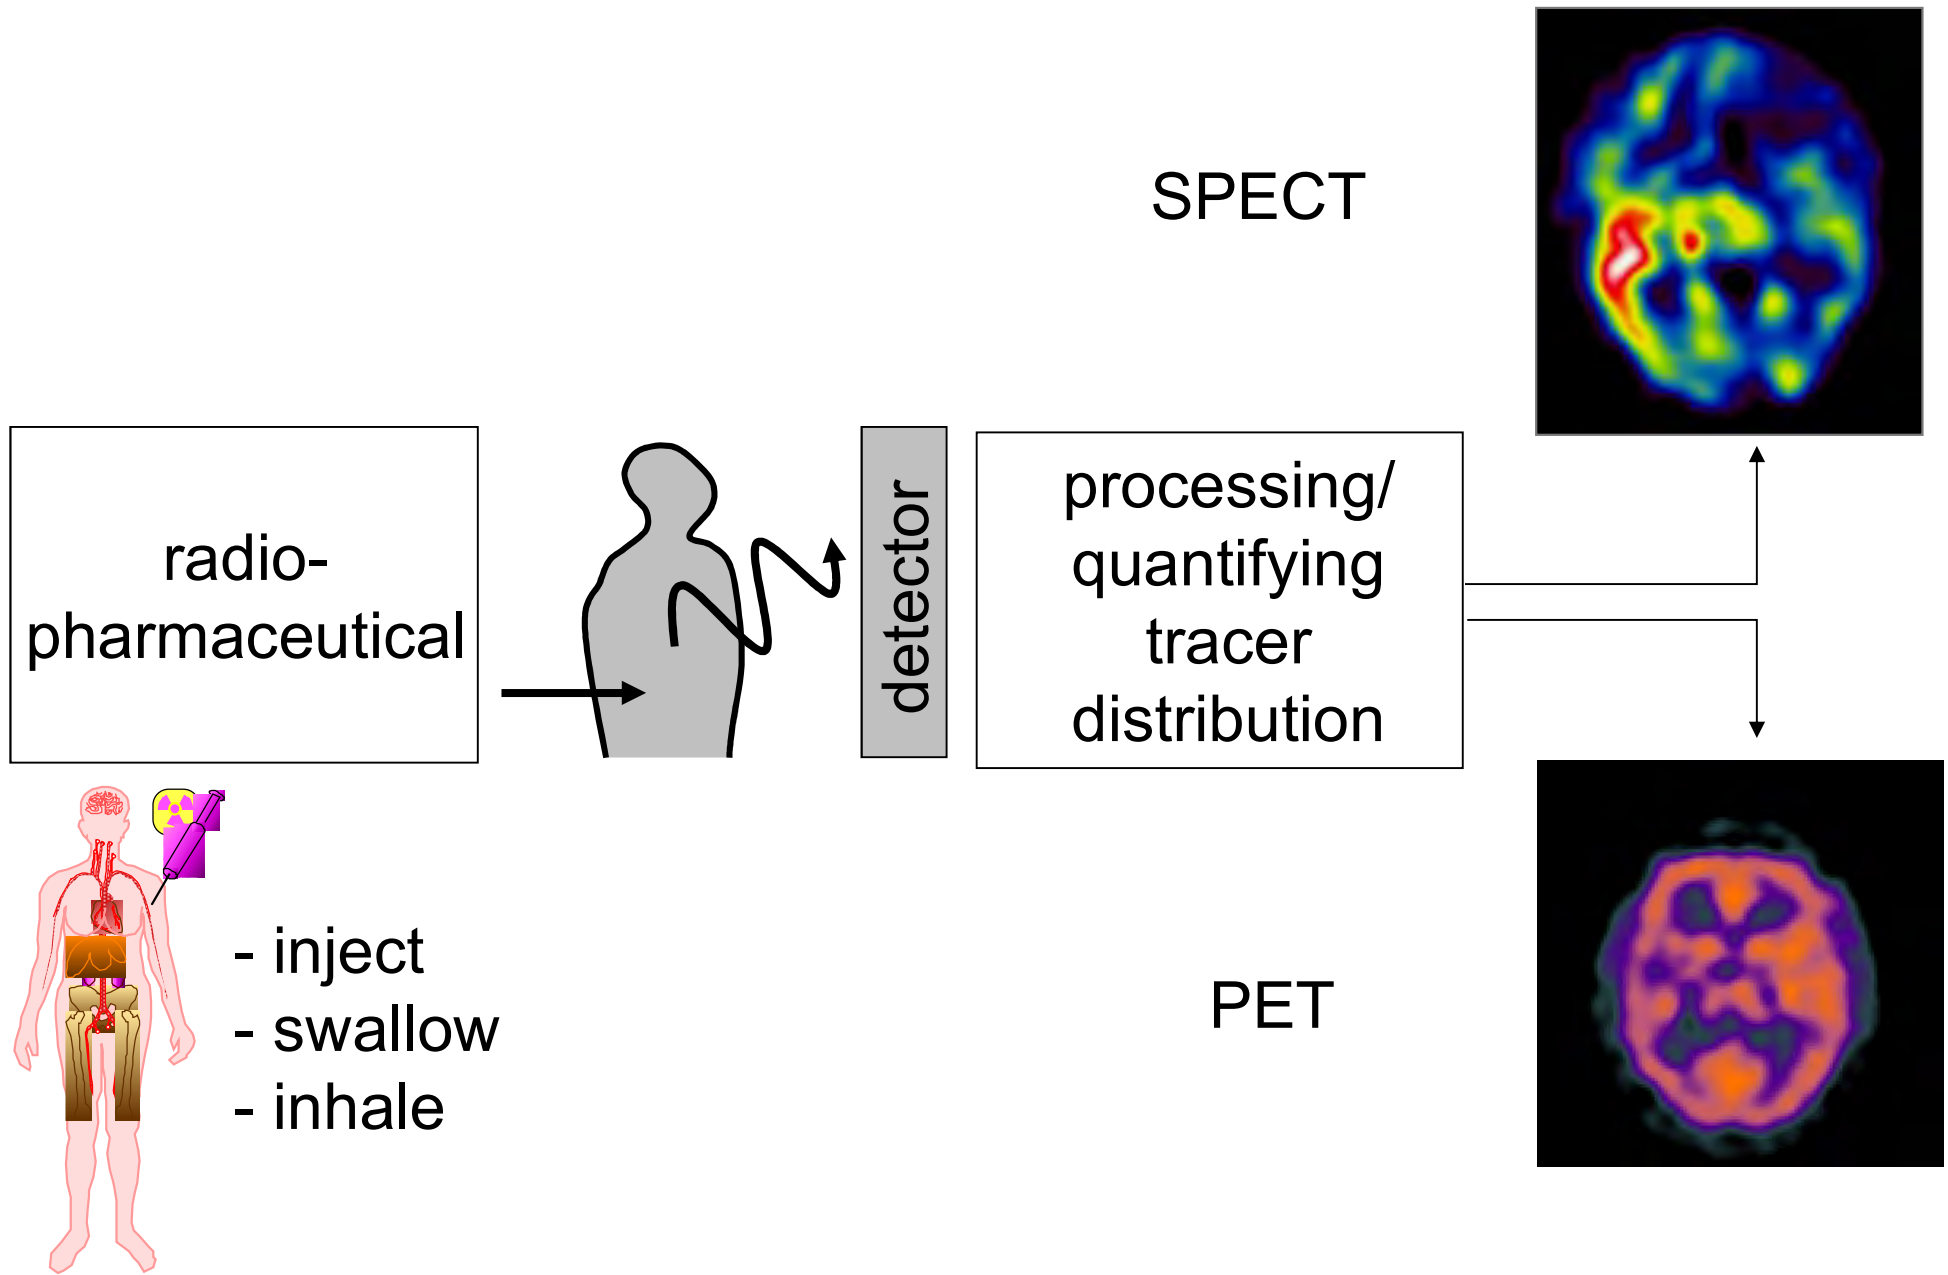 SPECT
radio-
pharmaceutical
detector
processing/
quantifying
tracer
distribution
- inject
- swallow
- inhale
PET